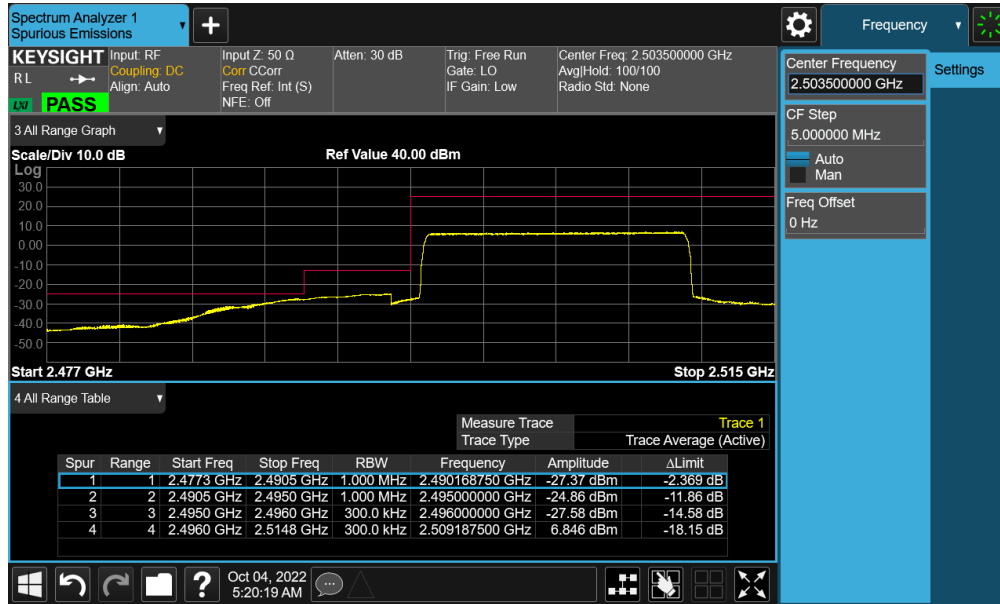 Spectrum Analyzer 1
Spurious Emissions
Frequency
KEYSIGHT
R L
LXI
PASS
Input: RF
Coupling: DC
Align: Auto
Input Z: 50 Ω
Corr CCorr
Freq Ref: Int (S)
NFE: Off
Atten: 30 dB
Trig: Free Run
Gate: LO
IF Gain: Low
Center Freq: 2.503500000 GHz
Avg|Hold: 100/100
Radio Std: None
Center Frequency
2.503500000 GHz
Settings
CF Step
5.000000 MHz
Auto
Man
Freq Offset
0 Hz
3 All Range Graph
Scale/Div 10.0 dB
Ref Value 40.00 dBm
Log
30.0
20.0
10.0
0.00
-10.0
-20.0
-30.0
-40.0
-50.0
Start 2.477 GHz
Stop 2.515 GHz
4 All Range Table
Measure Trace Trace 1
Trace Type Trace Average (Active)
Spur Range Start Freq Stop Freq RBW Frequency Amplitude ΔLimit
1 1 2.4773 GHz 2.4905 GHz 1.000 MHz 2.490168750 GHz -27.37 dBm -2.369 dB
2 2 2.4905 GHz 2.4950 GHz 1.000 MHz 2.495000000 GHz -24.86 dBm -11.86 dB
3 3 2.4950 GHz 2.4960 GHz 300.0 kHz 2.496000000 GHz -27.58 dBm -14.58 dB
4 4 2.4960 GHz 2.5148 GHz 300.0 kHz 2.509187500 GHz 6.846 dBm -18.15 dB
?
Oct 04, 2022
5:20:19 AM